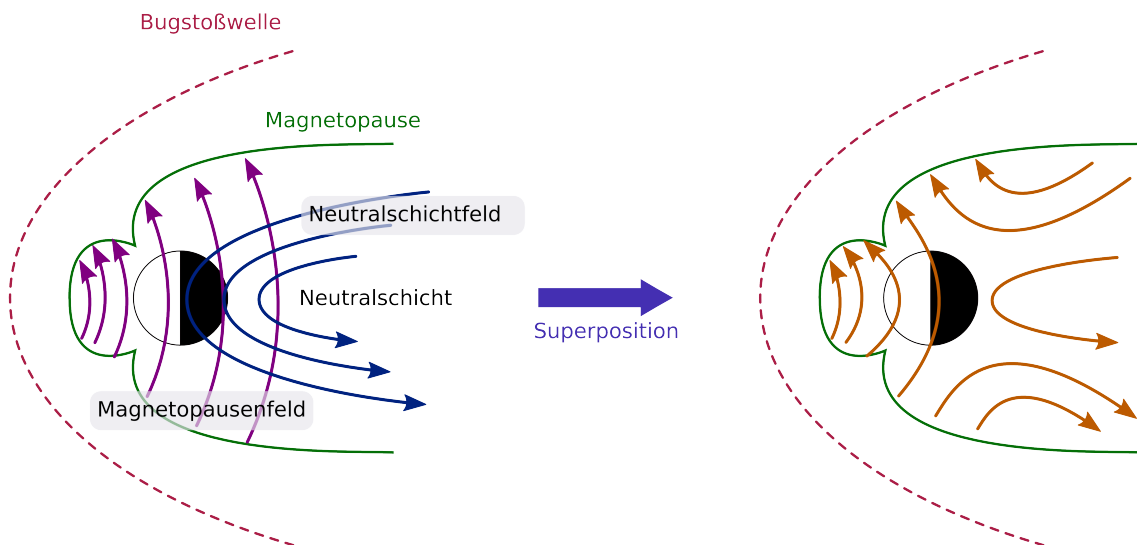 Bugstoßwelle
Magnetopause
Neutralschichtfeld
Neutralschicht
Superposition
Magnetopausenfeld